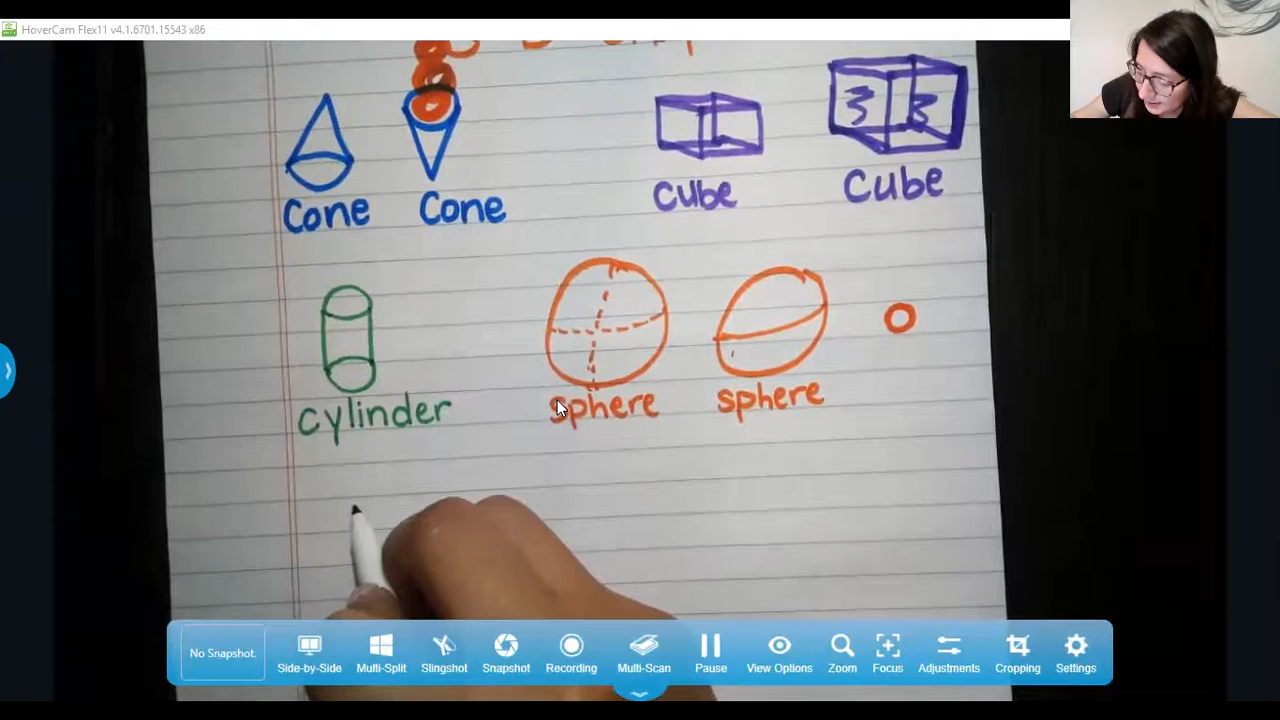 HoverCam Flex11 v4.1.6701.15543 x86
Cone Cone cube Cube
3 3
cylinder sphere sphere
No Snapshot.
Side-by-Side Multi-Split Slingshot Snapshot Recording Multi-Scan Pause View Options Zoom Focus Adjustments Cropping Settings